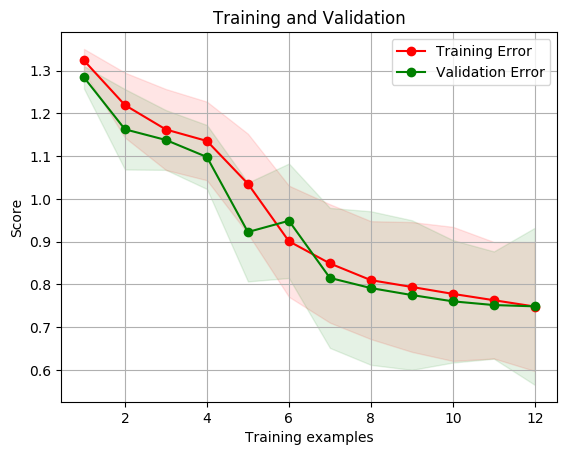 Training and Validation
Training Error
Validation Error
1.3
1.2
1.1
1.0
0.9
0.8
0.7
0.6
Score
2
4
6
8
10
12
Training examples